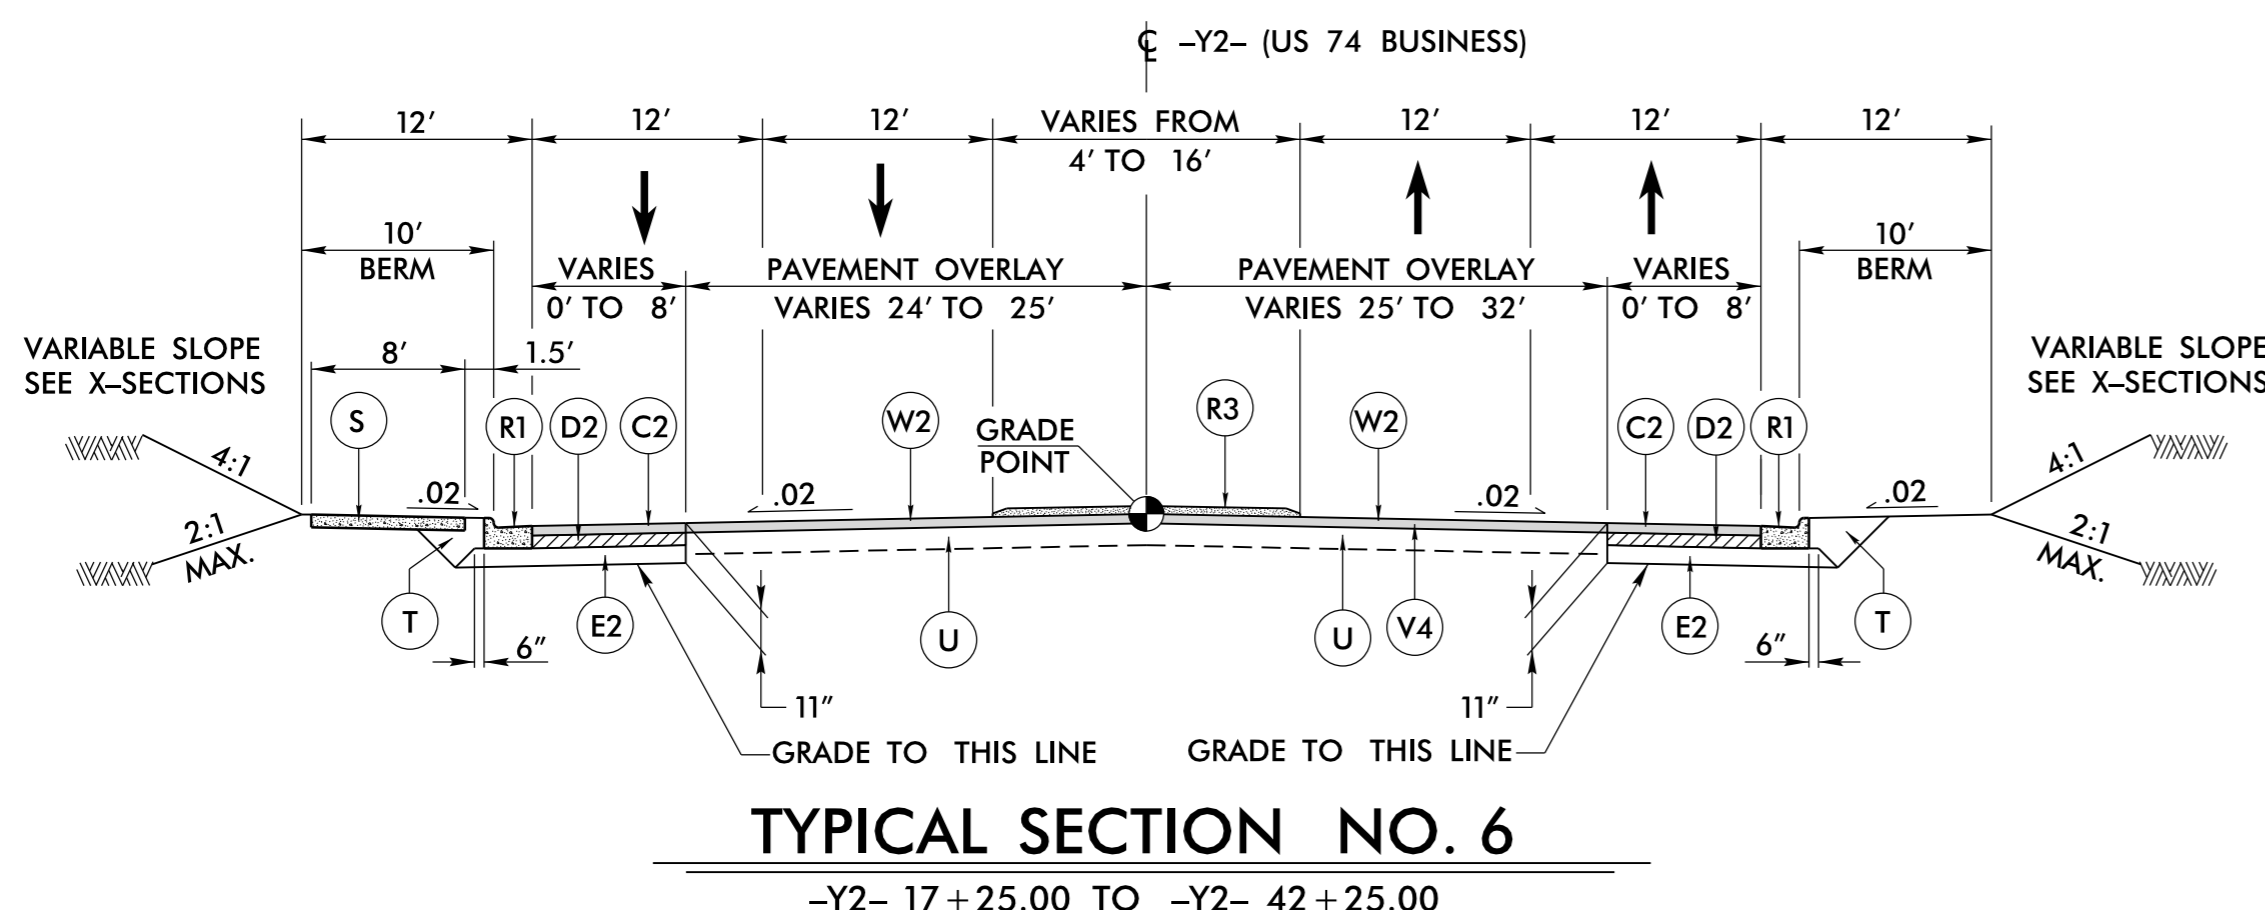 ℄ –Y2– (US 74 BUSINESS)
12' 12' 12' VARIES FROM 12' 12' 12'
4' TO 16'
10' 10'
BERM VARIES PAVEMENT OVERLAY PAVEMENT OVERLAY VARIES BERM
0' TO 8' VARIES 24' TO 25' VARIES 25' TO 32' 0' TO 8'
VARIABLE SLOPE 8' 1.5' VARIABLE SLOPE
SEE X–SECTIONS SEE X–SECTIONS
S R1 D2 C2 W2 GRADE R3 W2 C2 D2 R1
POINT
4:1 .02 .02 .02 .02 4:1
2:1 2:1
MAX. MAX.
T E2 U U V4 E2 T
6" 6"
11" 11"
GRADE TO THIS LINE GRADE TO THIS LINE
TYPICAL SECTION NO. 6
–Y2– 17+25.00 TO –Y2– 42+25.00